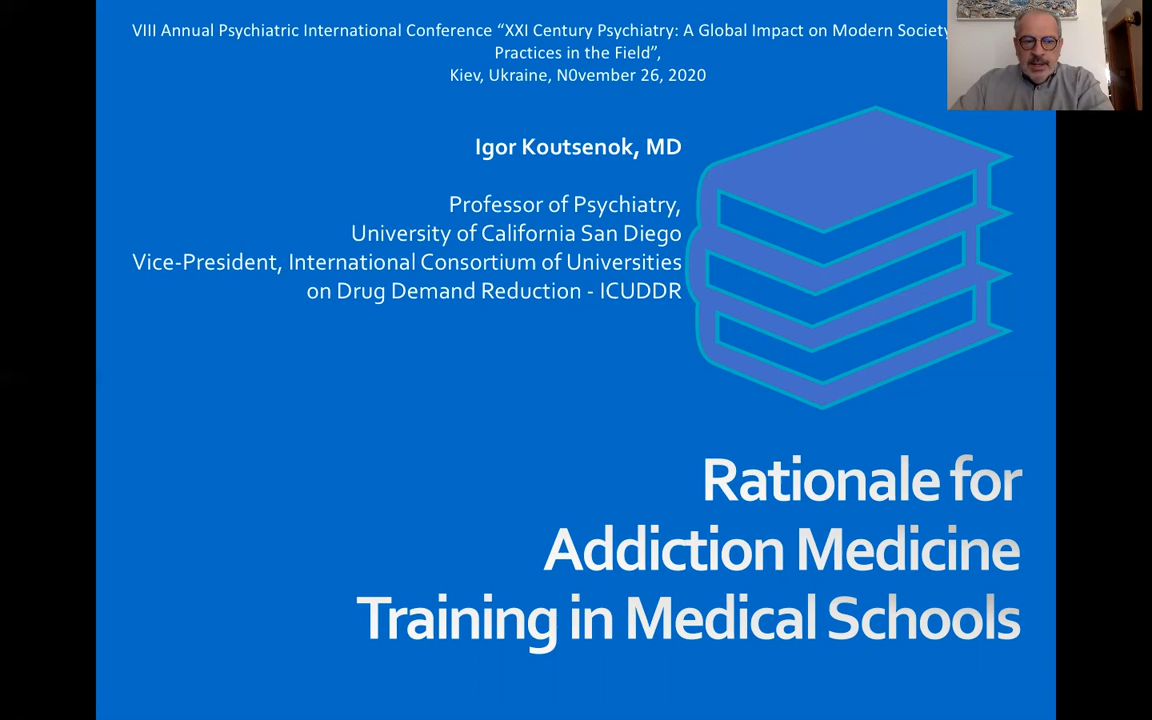 VIII Annual Psychiatric International Conference “XXI Century Psychiatry: A Global Impact on Modern Society
Practices in the Field”,
Kiev, Ukraine, N0vember 26, 2020
Igor Koutsenok, MD
Professor of Psychiatry,
University of California San Diego
Vice-President, International Consortium of Universities
on Drug Demand Reduction - ICUDDR
Rationale for
Addiction Medicine
Training in Medical Schools